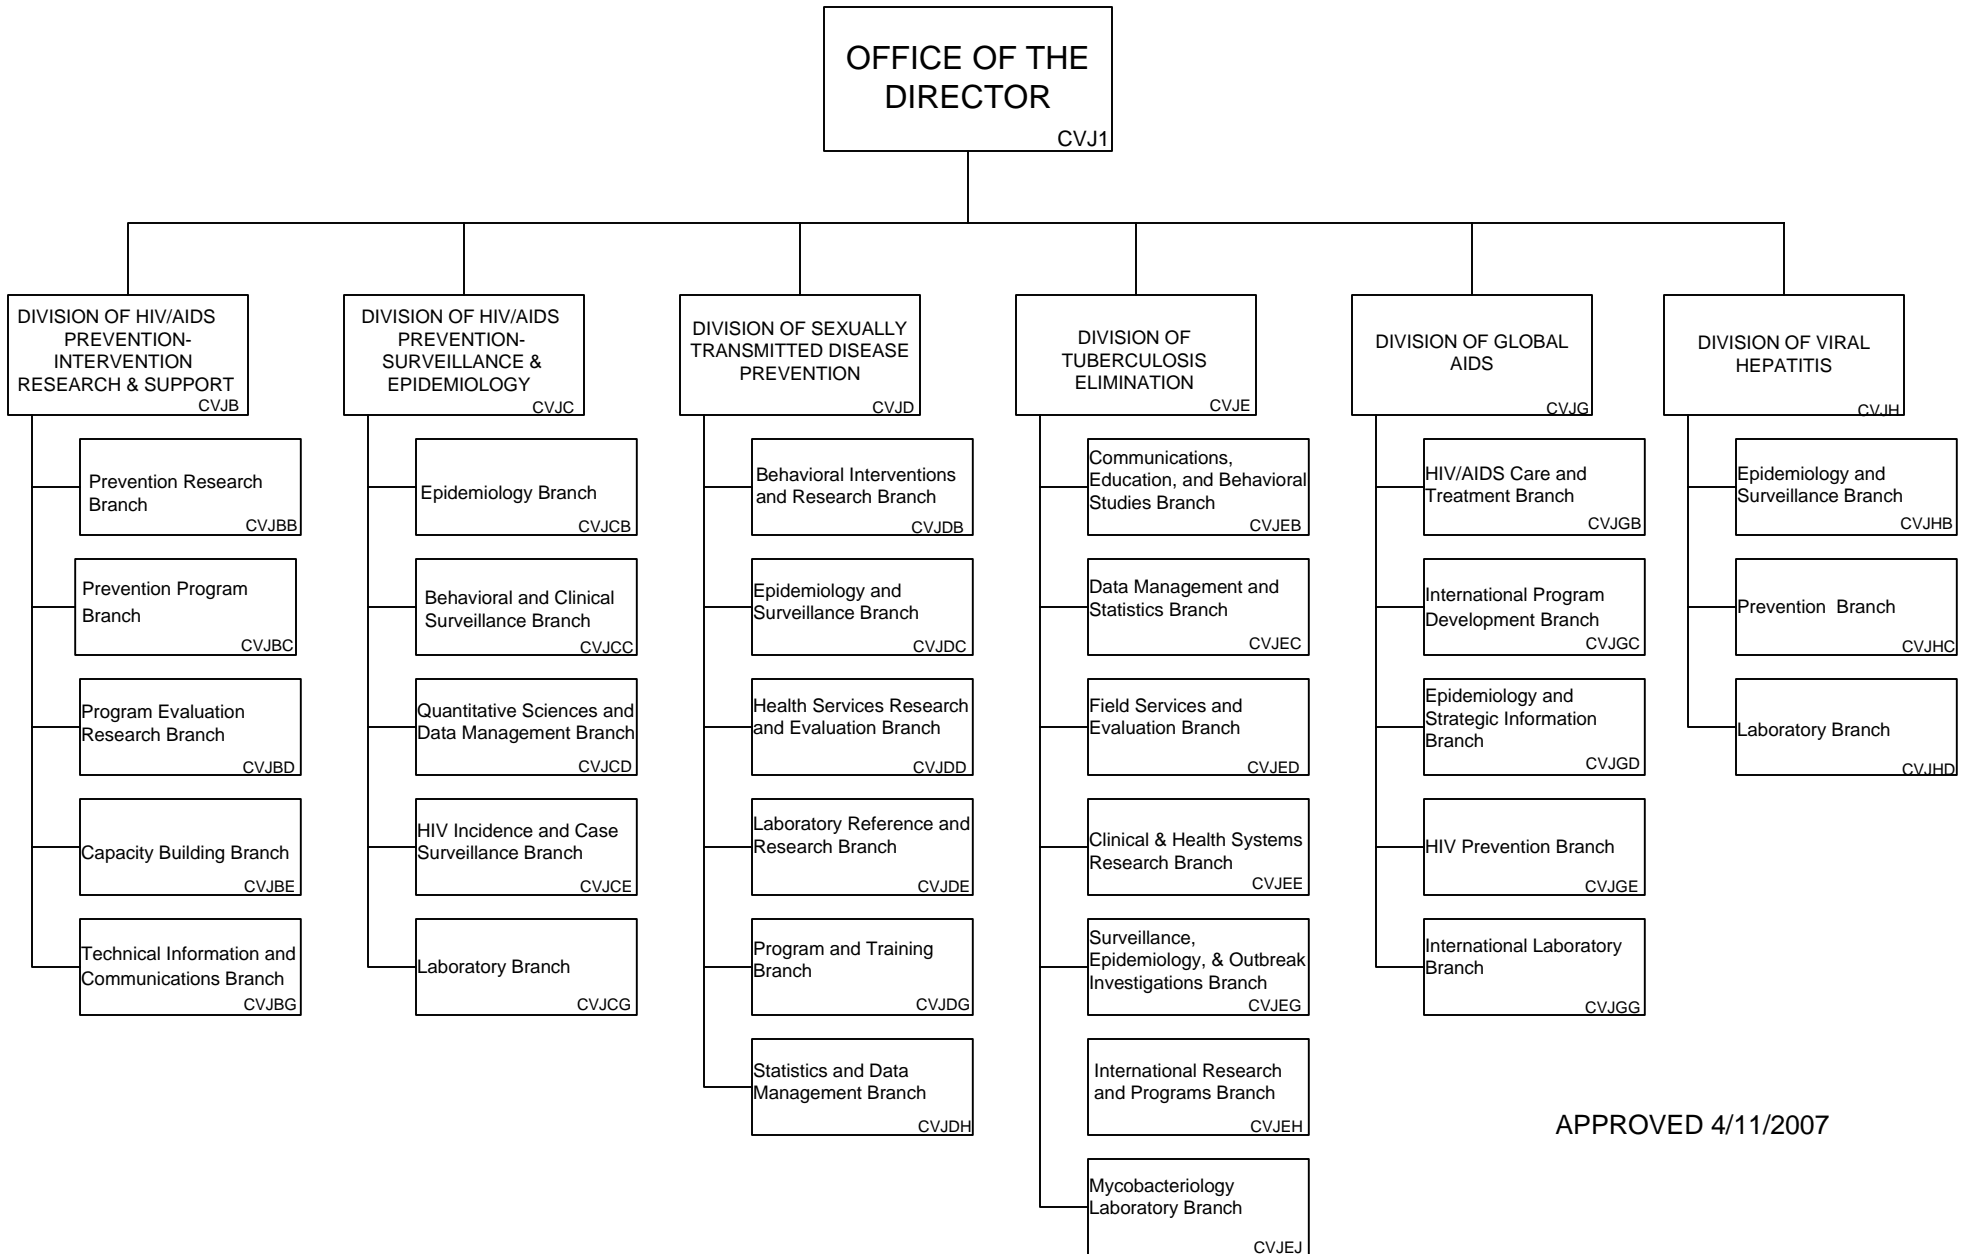 OFFICE OF THE
DIRECTOR
CVJ1
DIVISION OF HIV/AIDS
PREVENTION-
INTERVENTION
RESEARCH & SUPPORT
CVJB
Prevention Research
Branch
CVJBB
Prevention Program
Branch
CVJBC
Program Evaluation
Research Branch
CVJBD
Capacity Building Branch
CVJBE
Technical Information and
Communications Branch
CVJBG
DIVISION OF HIV/AIDS
PREVENTION-
SURVEILLANCE &
EPIDEMIOLOGY
CVJC
Epidemiology Branch
CVJCB
Behavioral and Clinical
Surveillance Branch
CVJCC
Quantitative Sciences and
Data Management Branch
CVJCD
HIV Incidence and Case
Surveillance Branch
CVJCE
Laboratory Branch
CVJCG
DIVISION OF SEXUALLY
TRANSMITTED DISEASE
PREVENTION
CVJD
Behavioral Interventions
and Research Branch
CVJDB
Epidemiology and
Surveillance Branch
CVJDC
Health Services Research
and Evaluation Branch
CVJDD
Laboratory Reference and
Research Branch
CVJDE
Program and Training
Branch
CVJDG
Statistics and Data
Management Branch
CVJDH
DIVISION OF
TUBERCULOSIS
ELIMINATION
CVJE
Communications,
Education, and Behavioral
Studies Branch
CVJEB
Data Management and
Statistics Branch
CVJEC
Field Services and
Evaluation Branch
CVJED
Clinical & Health Systems
Research Branch
CVJEE
Surveillance,
Epidemiology, & Outbreak
Investigations Branch
CVJEG
International Research
and Programs Branch
CVJEH
Mycobacteriology
Laboratory Branch
CVJEJ
DIVISION OF GLOBAL
AIDS
CVJG
HIV/AIDS Care and
Treatment Branch
CVJGB
International Program
Development Branch
CVJGC
Epidemiology and
Strategic Information
Branch
CVJGD
HIV Prevention Branch
CVJGE
International Laboratory
Branch
CVJGG
DIVISION OF VIRAL
HEPATITIS
CVJH
Epidemiology and
Surveillance Branch
CVJHB
Prevention Branch
CVJHC
Laboratory Branch
CVJHD
APPROVED 4/11/2007